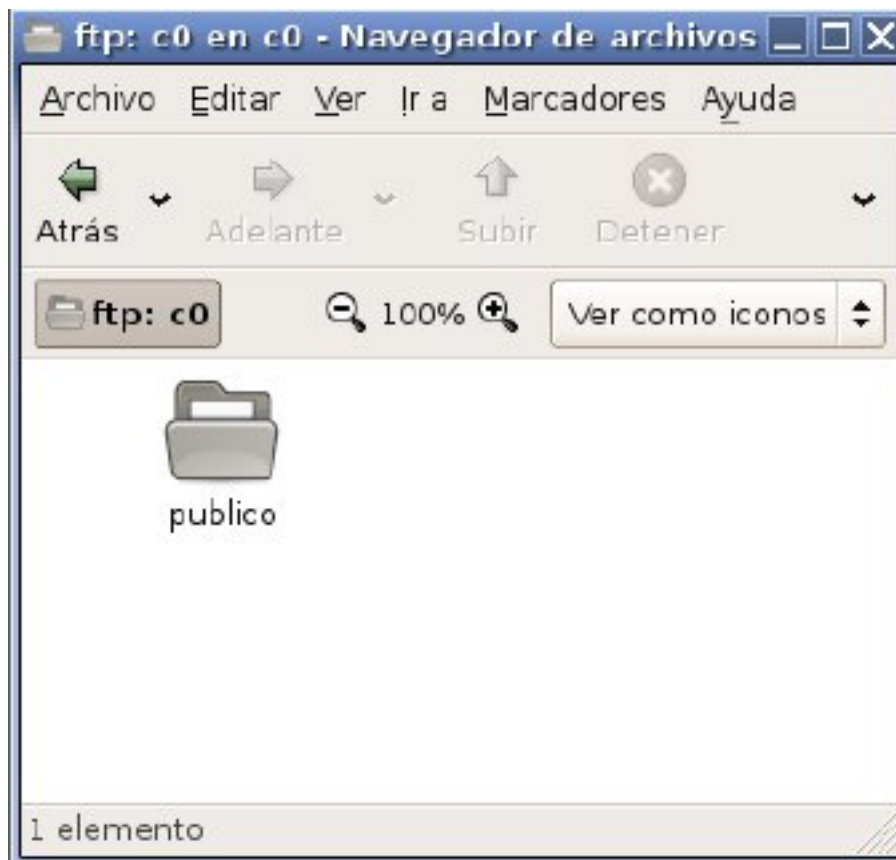 ftp: c0 en c0 - Navegador de archivos
Archivo Editar Ver Ir a Marcadores Ayuda
Atrás Adelante Subir Detener
ftp: c0 100% Ver como iconos
publico
1 elemento